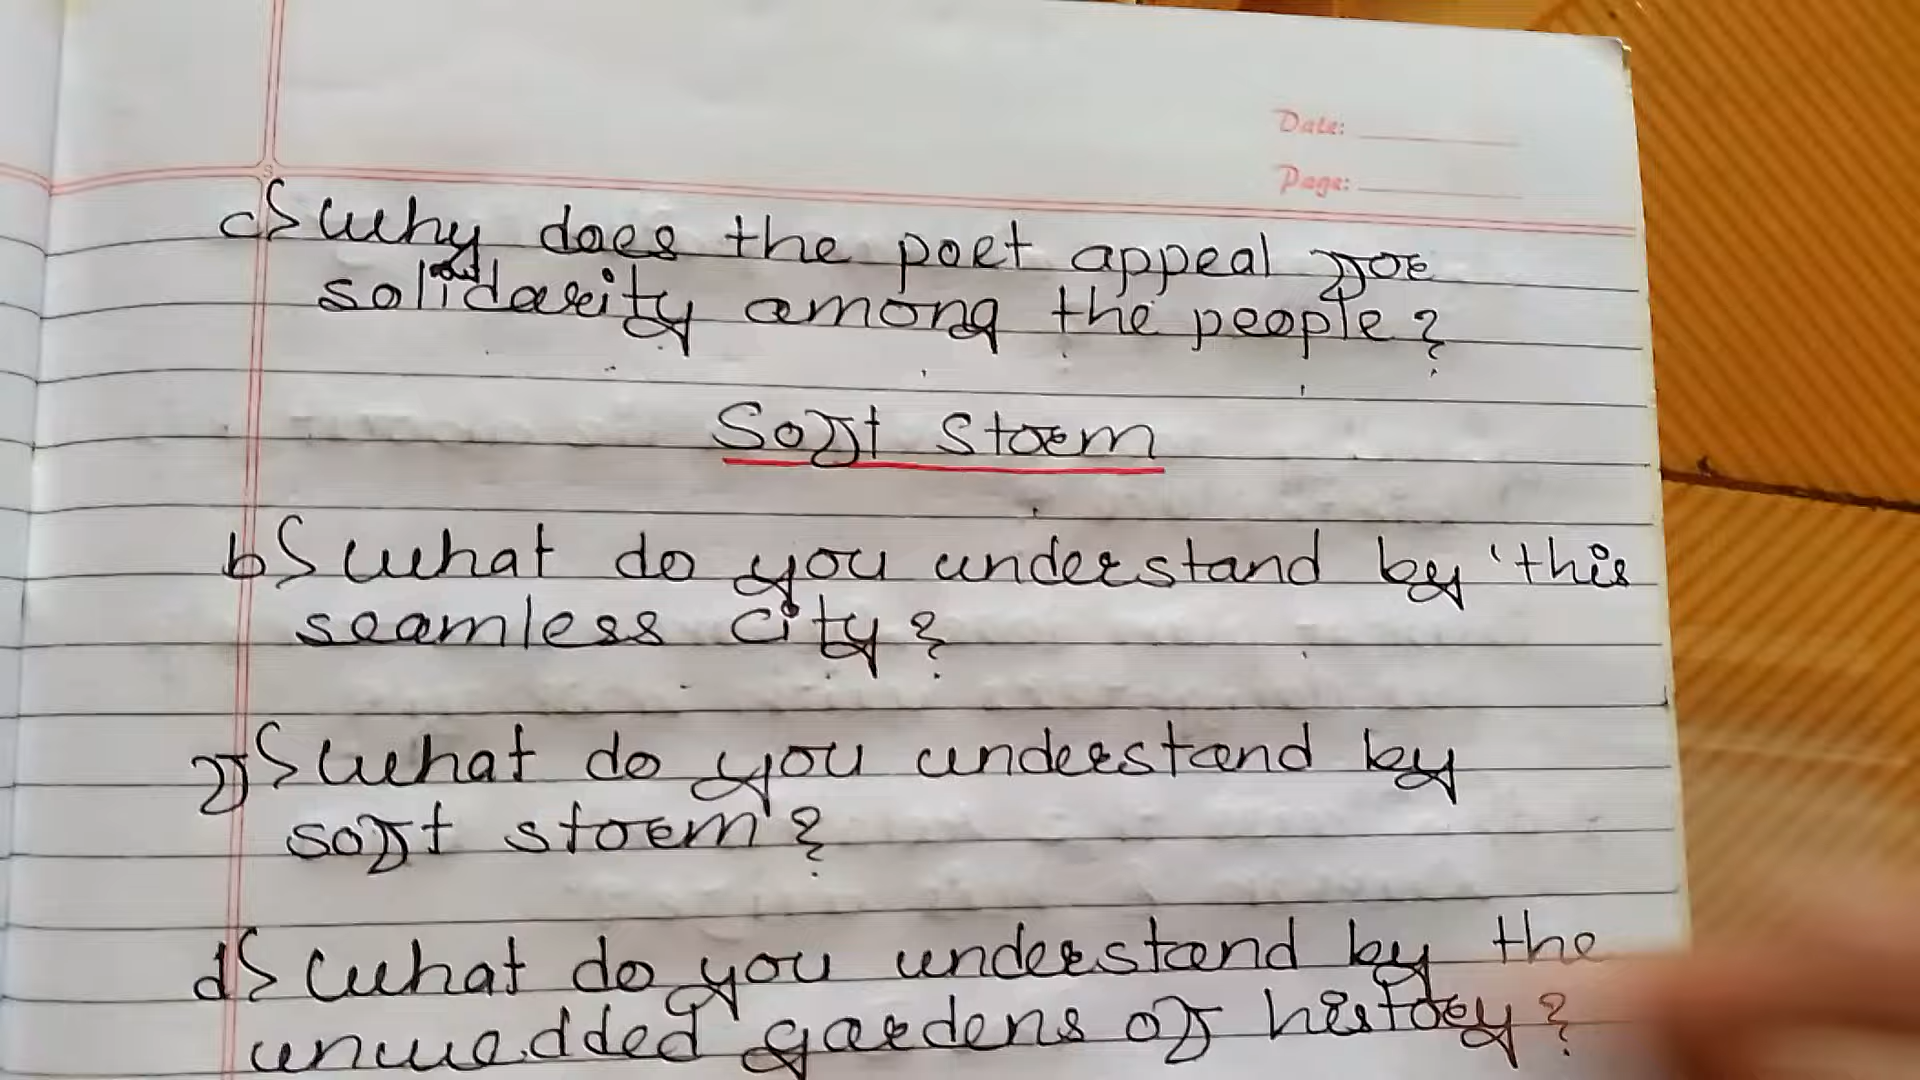 Date:
Page:
c) Why does the poet appeal for
solidarity among the people?
Soft Storm
b) What do you understand by 'this
seamless city?
f) What do you understand by
soft storm'?
d) What do you understand by the
unwedded gardens of history?